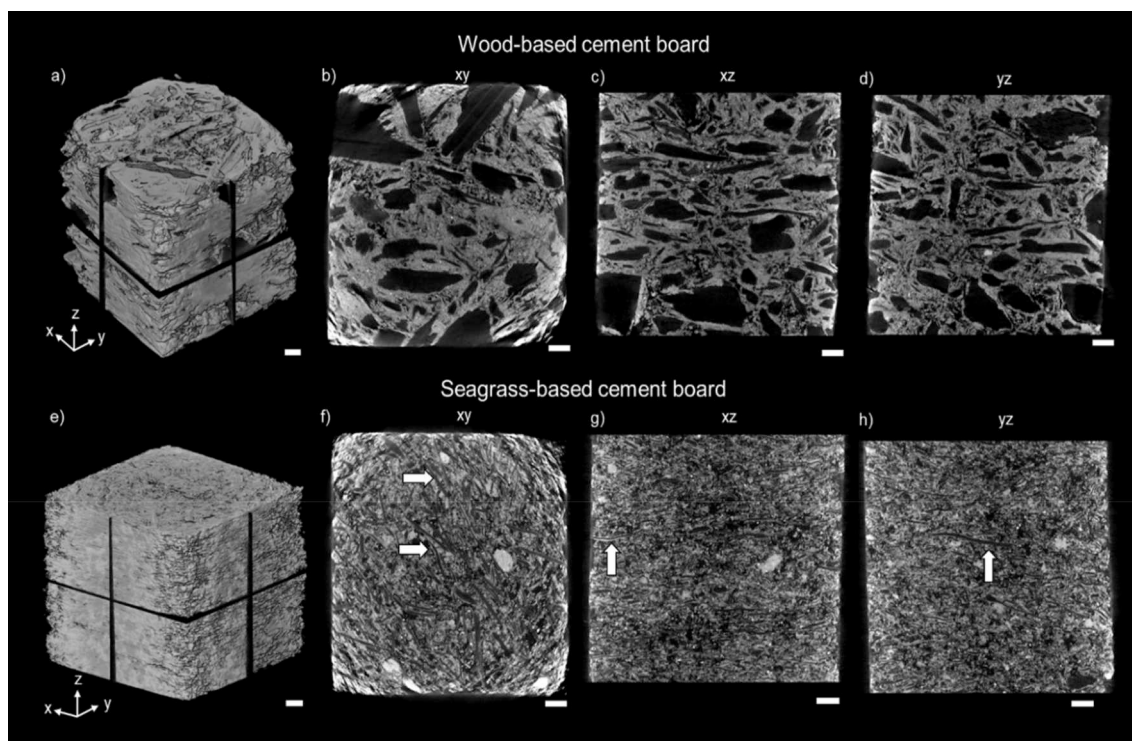 Wood-based cement board
a)
b)
xy
c)
xz
d)
yz
z
x
y
Seagrass-based cement board
e)
f)
xy
g)
xz
h)
yz
z
x
y